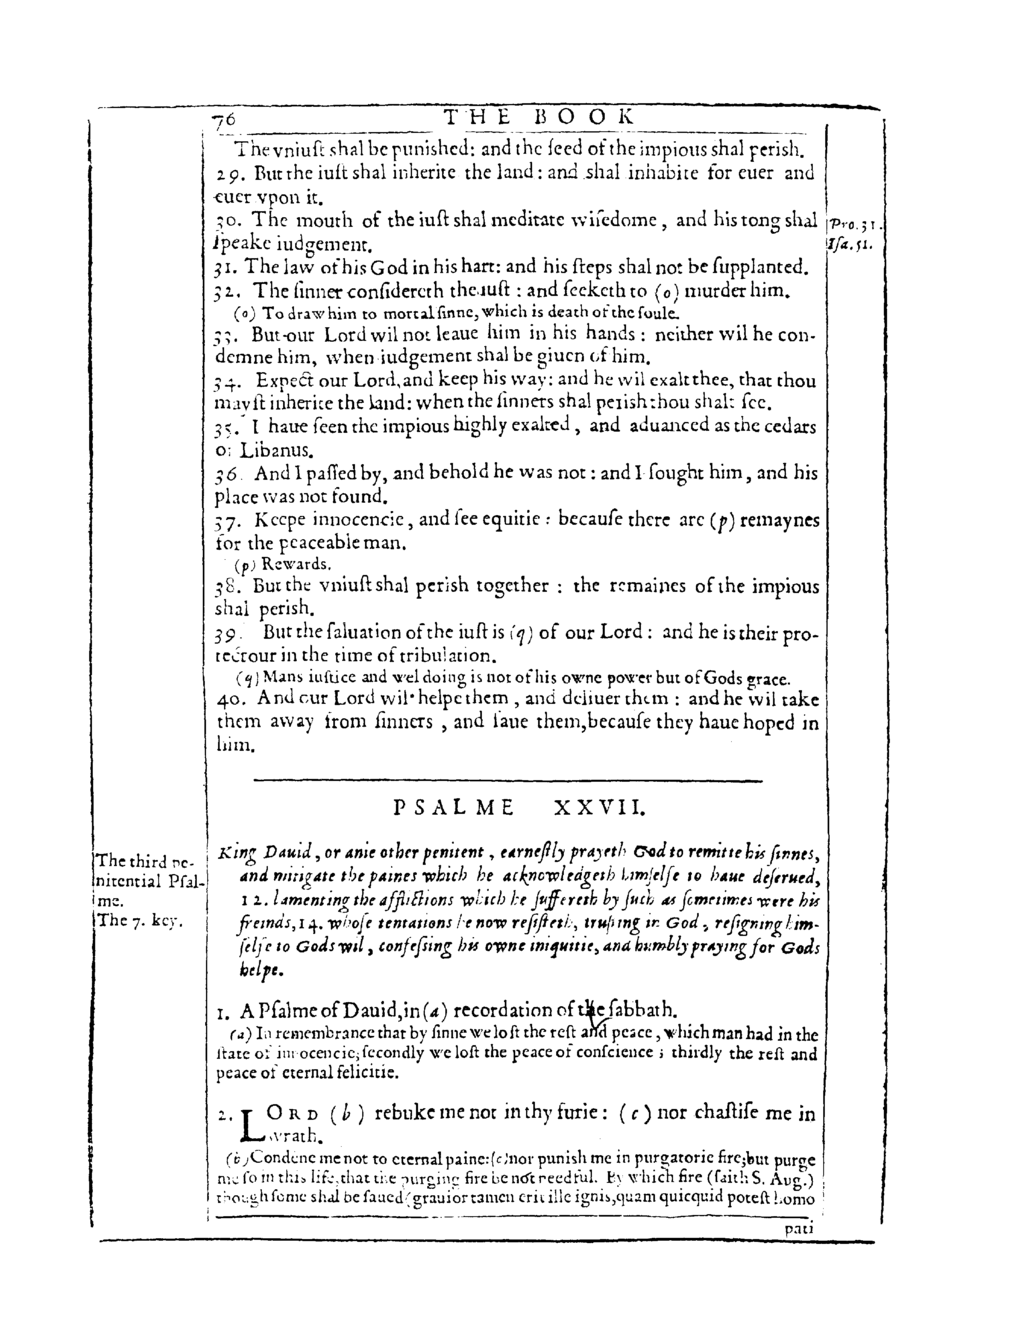 76 THE BOOK
The vniuſt shal be punished: and the ſeed of the impious shal perish.
29. But the iuſt shal inherite the land: and shal inhabite for euer and
euer vpon it.
30. The mouth of the iuſt shal meditate wiſedome, and his tong shal
ſpeake iudgement.
Pro. 31.
Iſa. 51.
31. The law of his God in his hart: and his ſteps shal not be ſupplanted.
32. The ſinner conſidereth the iuſt: and ſeeketh to (o) murder him.
(o) To draw him to mortal ſinne, which is death of the ſoule.
33. But our Lord wil not leaue him in his hands: neither wil he con-
demne him, when iudgement shal be giuen of him.
34. Expect our Lord, and keep his way: and he wil exalt thee, that thou
mayſt inherite the land: when the ſinners shal perish thou shalt ſee.
35. I haue ſeen the impious highly exalted, and aduanced as the cedars
of Libanus.
36. And I paſſed by, and behold he was not: and I ſought him, and his
place was not found.
37. Keepe innocencie, and ſee equitie: becauſe there are (p) remaynes
for the peaceable man.
(p) Rewards.
38. But the vniuſt shal perish together: the remaines of the impious
shal perish.
39. But the ſaluation of the iuſt is (q) of our Lord: and he is their pro-
tectour in the time of tribulation.
(q) Mans iuſtice and wel doing is not of his owne power but of Gods grace.
40. And our Lord wil helpe them, and deliuer them: and he wil take
them away from ſinners, and ſaue them, becauſe they haue hoped in
him.
PSALME XXVII.
The third pe-
nitential Pſal-
me.
The 7. key.
King Dauid, or anie other penitent, earneſtly prayeth God to remitte his ſinnes,
and mitigate the paines which he acknowledgeth himſelfe to haue deſerued,
12. lamenting the afflictions which he ſuffereth by ſuch as ſometimes were his
freinds, 14. whoſe tentations he now reſiſteth, truſting in God, reſigning him-
ſelfe to Gods wil, confeſsing his owne iniquitie, and humbly praying for Gods
helpe.
1. A Pſalme of Dauid, in (a) recordation of the ſabbath.
(a) In remembrance that by ſinne we loſt the reſt and peace, which man had in the
ſtate of innocencie; ſecondly we loſt the peace of conſcience; thirdly the reſt and
peace of eternal felicitie.
2. LORD (b) rebuke me not in thy furie: (c) nor chaſtiſe me in
wrath.
(b) Condene me not to eternal paine: (c) nor punish me in purgatorie fire; but purge
me ſo in this life, that the purging fire be not needful. By which fire (ſaith S. Aug.)
though ſome shal be ſaued (grauior tamen erit ille ignis, quam quicquid poteſt homo
pati